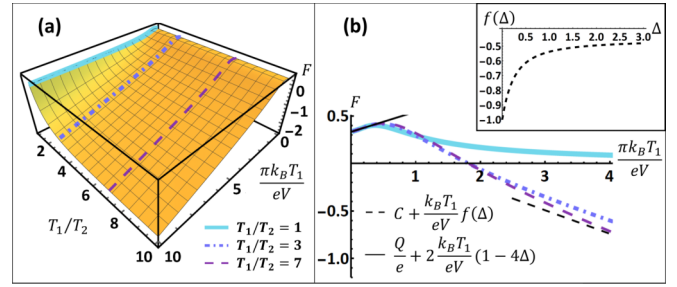 (a)
F
0
−1
−2
0
5
10
πk_BT_1/eV
2
4
6
8
10
T_1/T_2
T_1/T_2 = 1
T_1/T_2 = 3
T_1/T_2 = 7
(b)
f(Δ)
0.5 1.0 1.5 2.0 2.5 3.0 Δ
−0.5
−0.6
−0.7
−0.8
−0.9
−1.0
F
0.5
πk_BT_1/eV
0 1 2 3 4
−0.5
−1.0
C + k_BT_1/eV f(Δ)
Q/e + 2 k_BT_1/eV (1 − 4Δ)